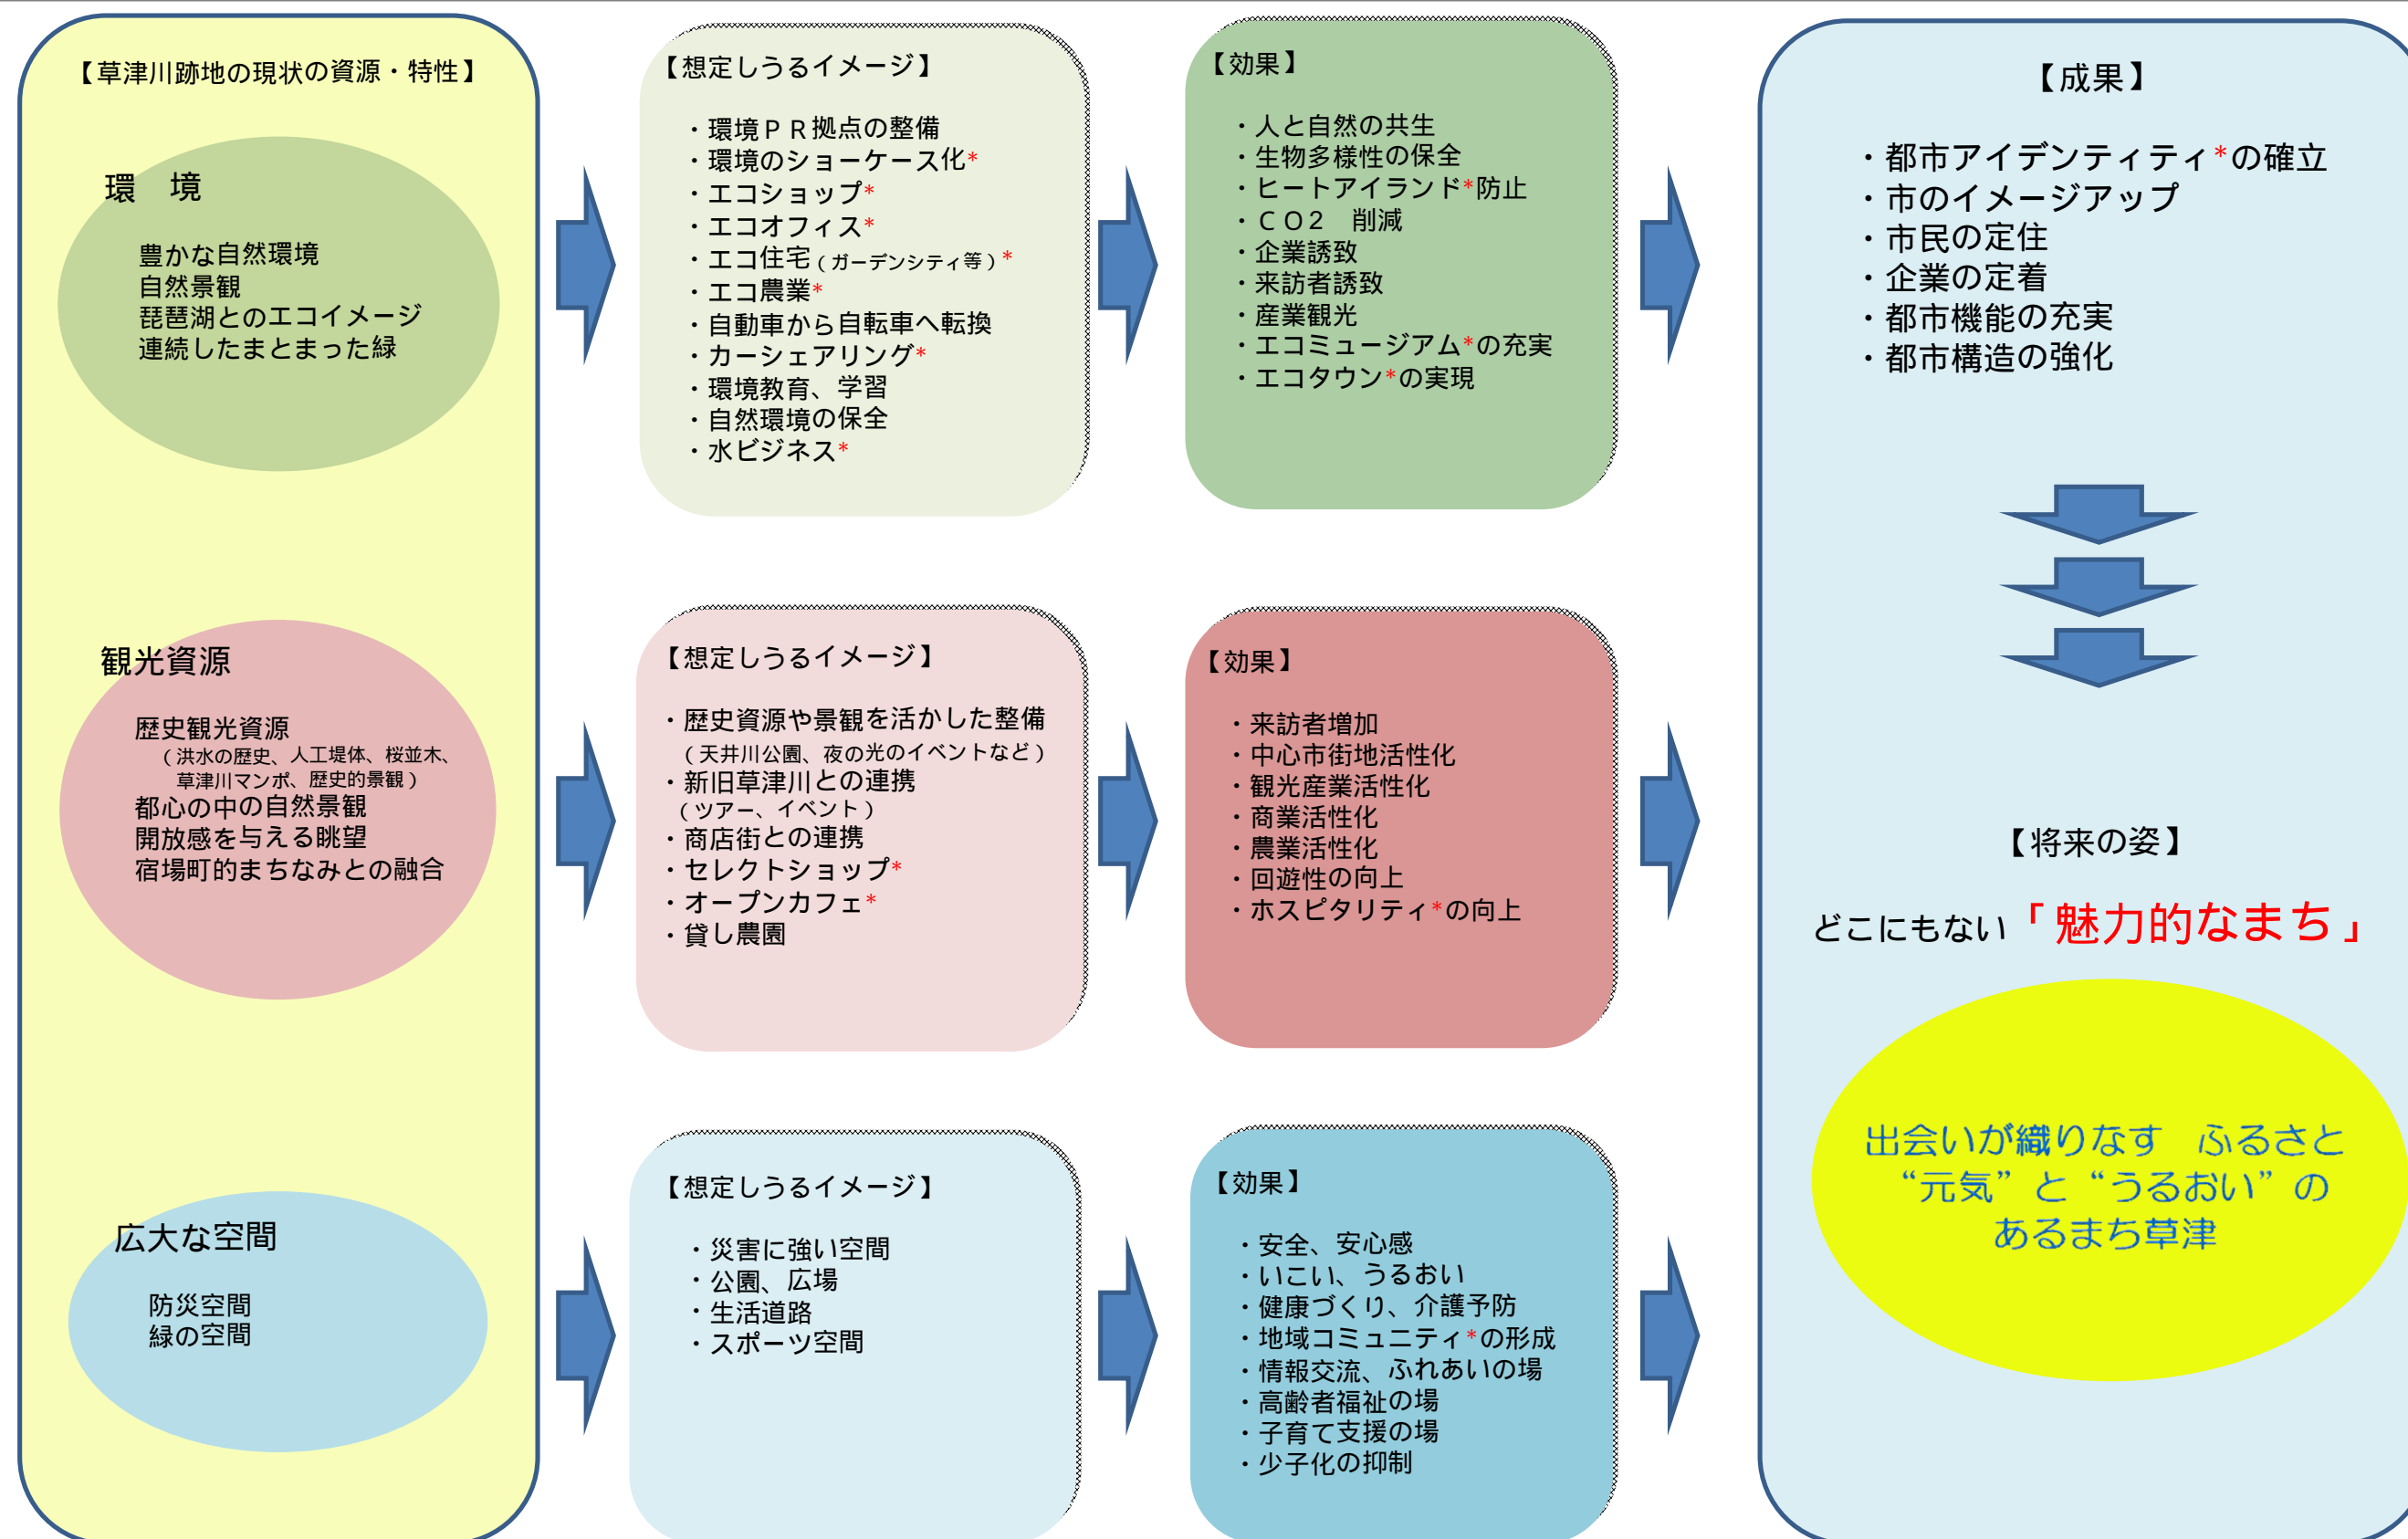 【草津川跡地の現状の資源・特性】
環　境
豊かな自然環境
自然景観
琵琶湖とのエコイメージ
連続したまとまった緑
観光資源
歴史観光資源
（洪水の歴史、人工堤体、桜並木、
草津川マンポ、歴史的景観）
都心の中の自然景観
開放感を与える眺望
宿場町的まちなみとの融合
広大な空間
防災空間
緑の空間
【想定しうるイメージ】
・環境ＰＲ拠点の整備
・環境のショーケース化*
・エコショップ*
・エコオフィス*
・エコ住宅（ガーデンシティ等）*
・エコ農業*
・自動車から自転車へ転換
・カーシェアリング*
・環境教育、学習
・自然環境の保全
・水ビジネス*
【効果】
・人と自然の共生
・生物多様性の保全
・ヒートアイランド*防止
・ＣＯ２　削減
・企業誘致
・来訪者誘致
・産業観光
・エコミュージアム*の充実
・エコタウン*の実現
【想定しうるイメージ】
・歴史資源や景観を活かした整備
（天井川公園、夜の光のイベントなど）
・新旧草津川との連携
（ツアー、イベント）
・商店街との連携
・セレクトショップ*
・オープンカフェ*
・貸し農園
【効果】
・来訪者増加
・中心市街地活性化
・観光産業活性化
・商業活性化
・農業活性化
・回遊性の向上
・ホスピタリティ*の向上
【想定しうるイメージ】
・災害に強い空間
・公園、広場
・生活道路
・スポーツ空間
【効果】
・安全、安心感
・いこい、うるおい
・健康づくり、介護予防
・地域コミュニティ*の形成
・情報交流、ふれあいの場
・高齢者福祉の場
・子育て支援の場
・少子化の抑制
【成果】
・都市アイデンティティ*の確立
・市のイメージアップ
・市民の定住
・企業の定着
・都市機能の充実
・都市構造の強化
【将来の姿】
どこにもない「魅力的なまち」
出会いが織りなす　ふるさと
“元気”と“うるおい”の
あるまち草津